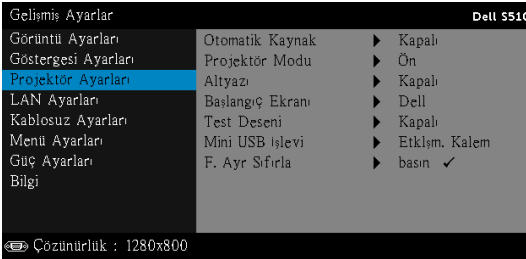 Gelişmiş Ayarlar Dell S510
Görüntü Ayarları
Göstergesi Ayarları
Projektör Ayarları
LAN Ayarları
Kablosuz Ayarları
Menü Ayarları
Güç Ayarları
Bilgi
Otomatik Kaynak Kapalı
Projektör Modu Ön
Altyazı Kapalı
Başlangıç Ekranı Dell
Test Deseni Kapalı
Mini USB işlevi Etklşm. Kalem
F. Ayr Sıfırla basın ✓
Çözünürlük : 1280x800